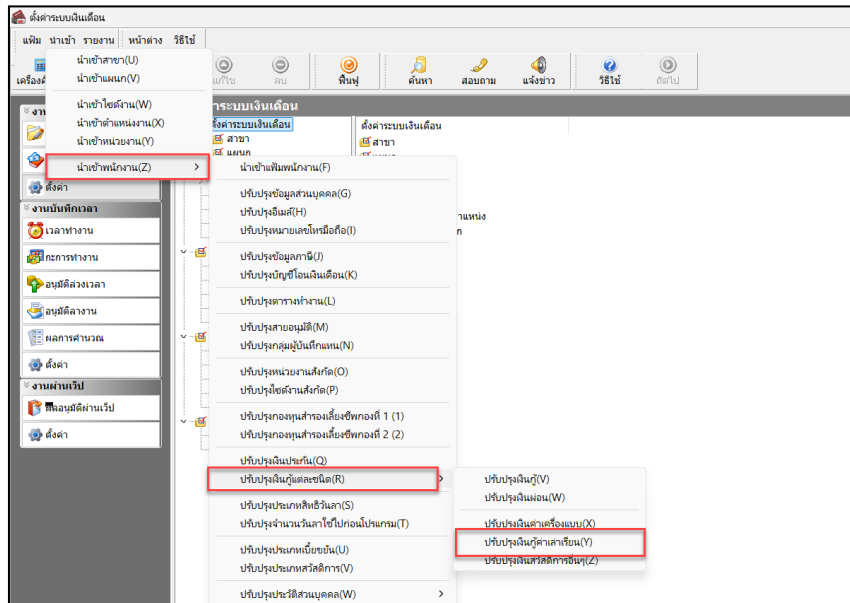 ตั้งค่าระบบเงินเดือน
แฟ้ม นำเข้า รายงาน หน้าต่าง วิธีใช้
แก้ไข ลบ ฟื้นฟู ค้นหา สอบถาม แจ้งข่าว วิธีใช้ ถัดไป
นำเข้าสาขา(U)
นำเข้าแผนก(V)
นำเข้าไซต์งาน(W)
นำเข้าตำแหน่งงาน(X)
นำเข้าหน่วยงาน(Y)
นำเข้าพนักงาน(Z)
ตั้งค่าระบบเงินเดือน
สาขา
แผนก
ตั้งค่าระบบเงินเดือน
สาขา
ตั้งค่า
งานบันทึกเวลา
เวลาทำงาน
กะการทำงาน
อนุมัติล่วงเวลา
อนุมัติลางาน
ผลการคำนวณ
ตั้งค่า
งานผ่านเว็ป
ตั้งค่า
นำเข้าแฟ้มพนักงาน(F)
ปรับปรุงข้อมูลส่วนบุคคล(G)
ปรับปรุงอีเมล์(H)
ปรับปรุงหมายเลขโทรมือถือ(I)
ปรับปรุงข้อมูลภาษี(J)
ปรับปรุงบัญชีโอนเงินเดือน(K)
ปรับปรุงตารางทำงาน(L)
ปรับปรุงสายอนุมัติ(M)
ปรับปรุงกลุ่มผู้บันทึกแทน(N)
ปรับปรุงหน่วยงานสังกัด(O)
ปรับปรุงไซต์งานสังกัด(P)
ปรับปรุงกองทุนสำรองเลี้ยงชีพกองที่ 1 (1)
ปรับปรุงกองทุนสำรองเลี้ยงชีพกองที่ 2 (2)
ปรับปรุงเงินประกัน(Q)
ปรับปรุงเงินกู้แต่ละชนิด(R)
ปรับปรุงประเภทสิทธิวันลา(S)
ปรับปรุงจำนวนวันลาใช้ไปก่อนโปรแกรม(T)
ปรับปรุงประเภทเบี้ยขยัน(U)
ปรับปรุงประเภทสวัสดิการ(V)
ปรับปรุงประวัติส่วนบุคคล(W)
ปรับปรุงเงินกู้(V)
ปรับปรุงเงินผ่อน(W)
ปรับปรุงเงินค่าเครื่องแบบ(X)
ปรับปรุงเงินกู้ค่าเล่าเรียน(Y)
ปรับปรุงเงินสวัสดิการอื่นๆ(Z)